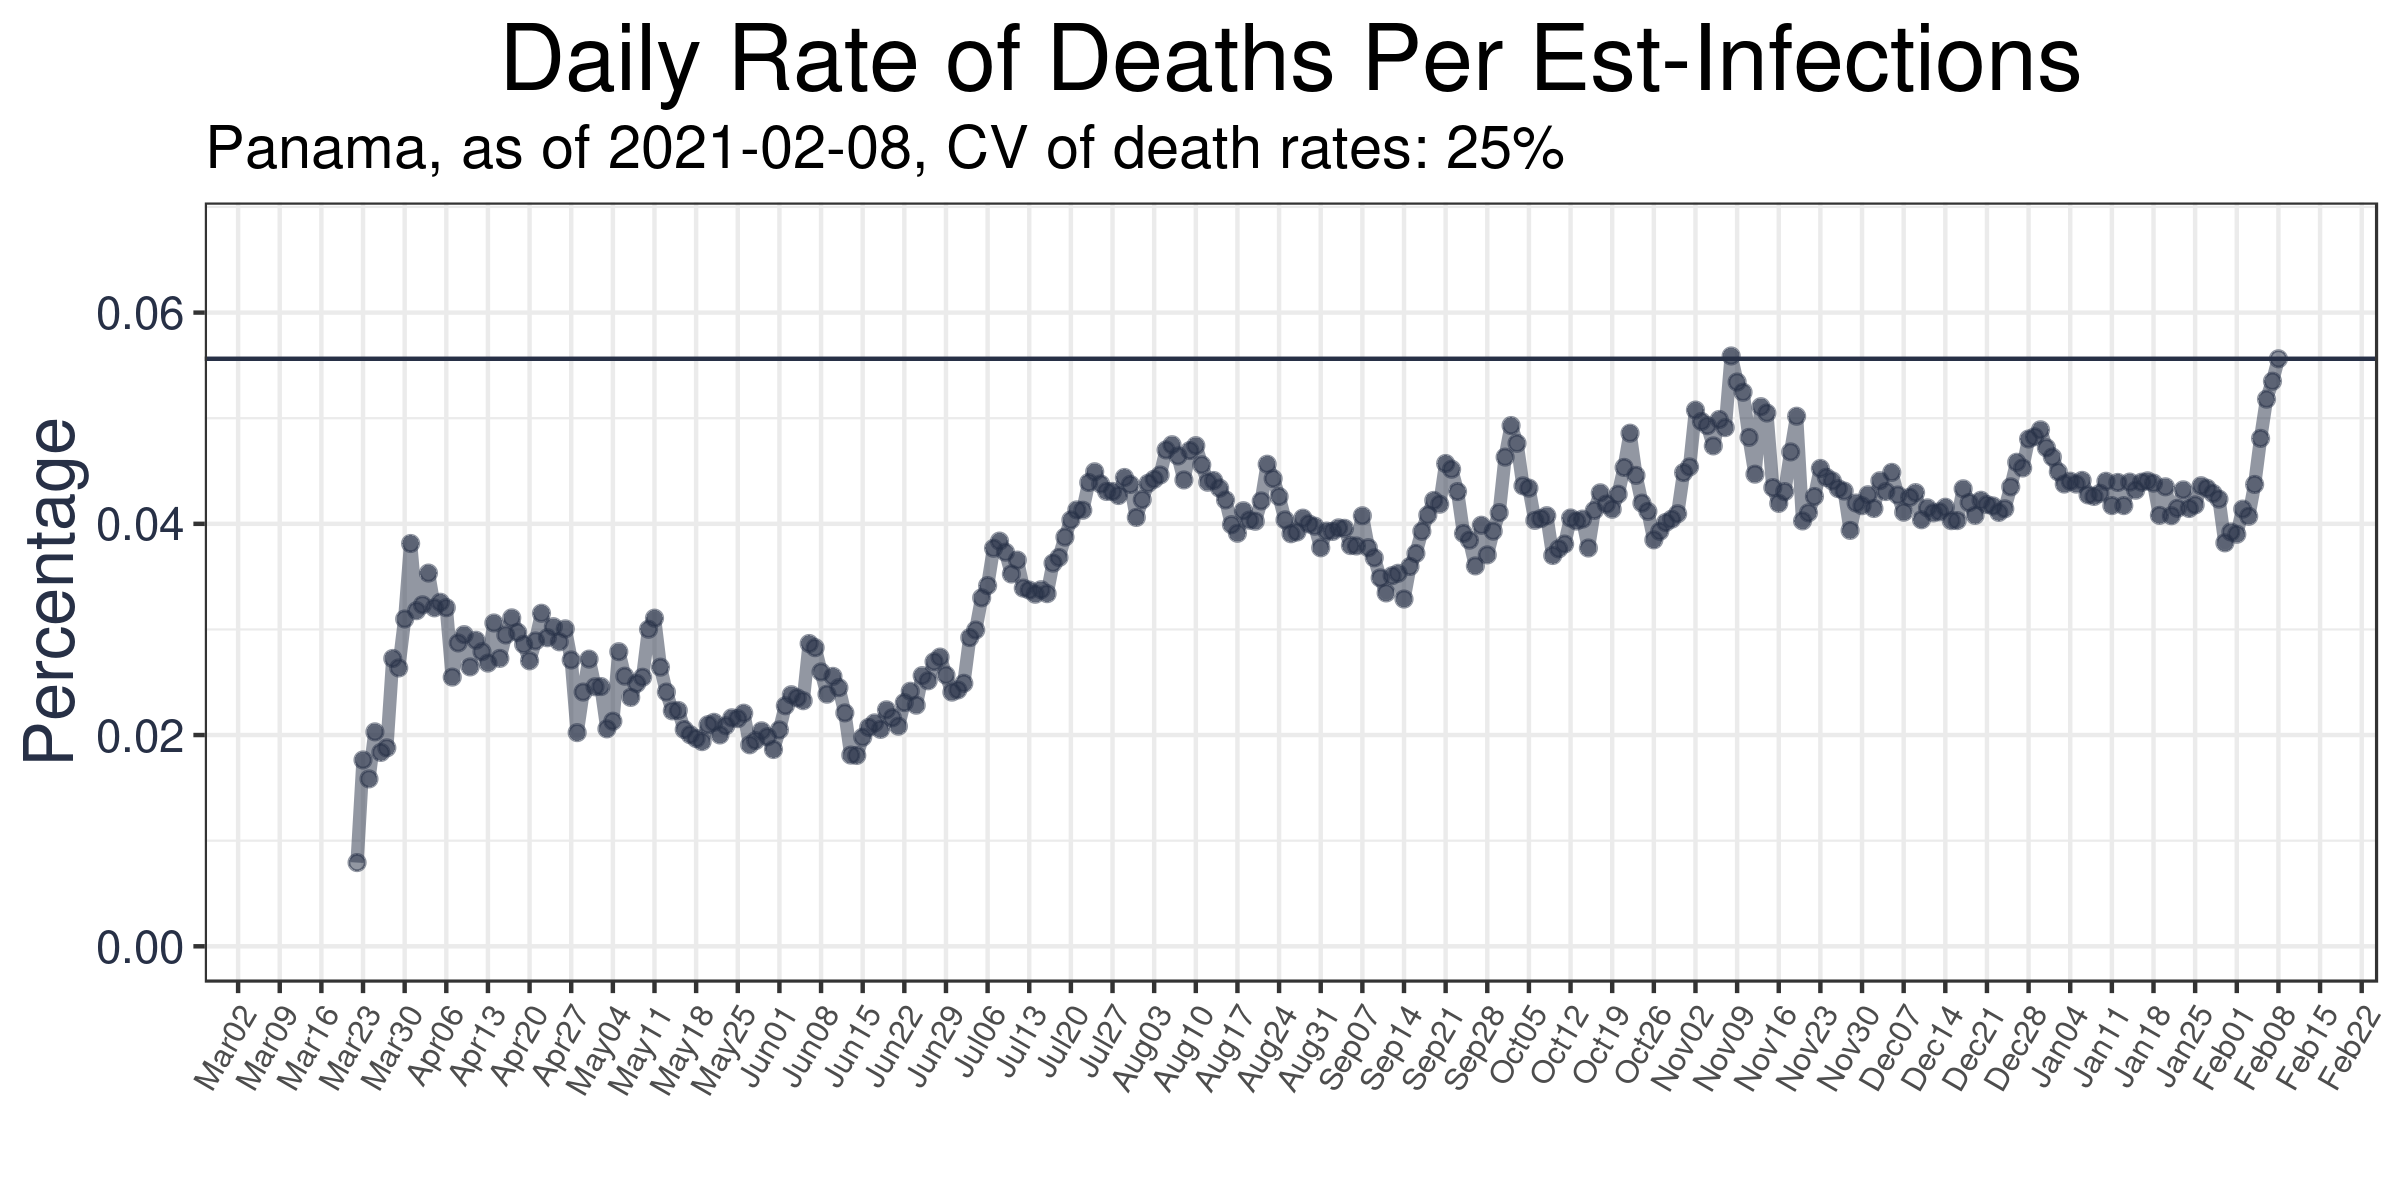 Daily Rate of Deaths Per Est-Infections
Panama, as of 2021-02-08, CV of death rates: 25%
Percentage
0.06
0.04
0.02
0.00
Mar02
Mar09
Mar16
Mar23
Mar30
Apr06
Apr13
Apr20
Apr27
May04
May11
May18
May25
Jun01
Jun08
Jun15
Jun22
Jun29
Jul06
Jul13
Jul20
Jul27
Aug03
Aug10
Aug17
Aug24
Aug31
Sep07
Sep14
Sep21
Sep28
Oct05
Oct12
Oct19
Oct26
Nov02
Nov09
Nov16
Nov23
Nov30
Dec07
Dec14
Dec21
Dec28
Jan04
Jan11
Jan18
Jan25
Feb01
Feb08
Feb15
Feb22